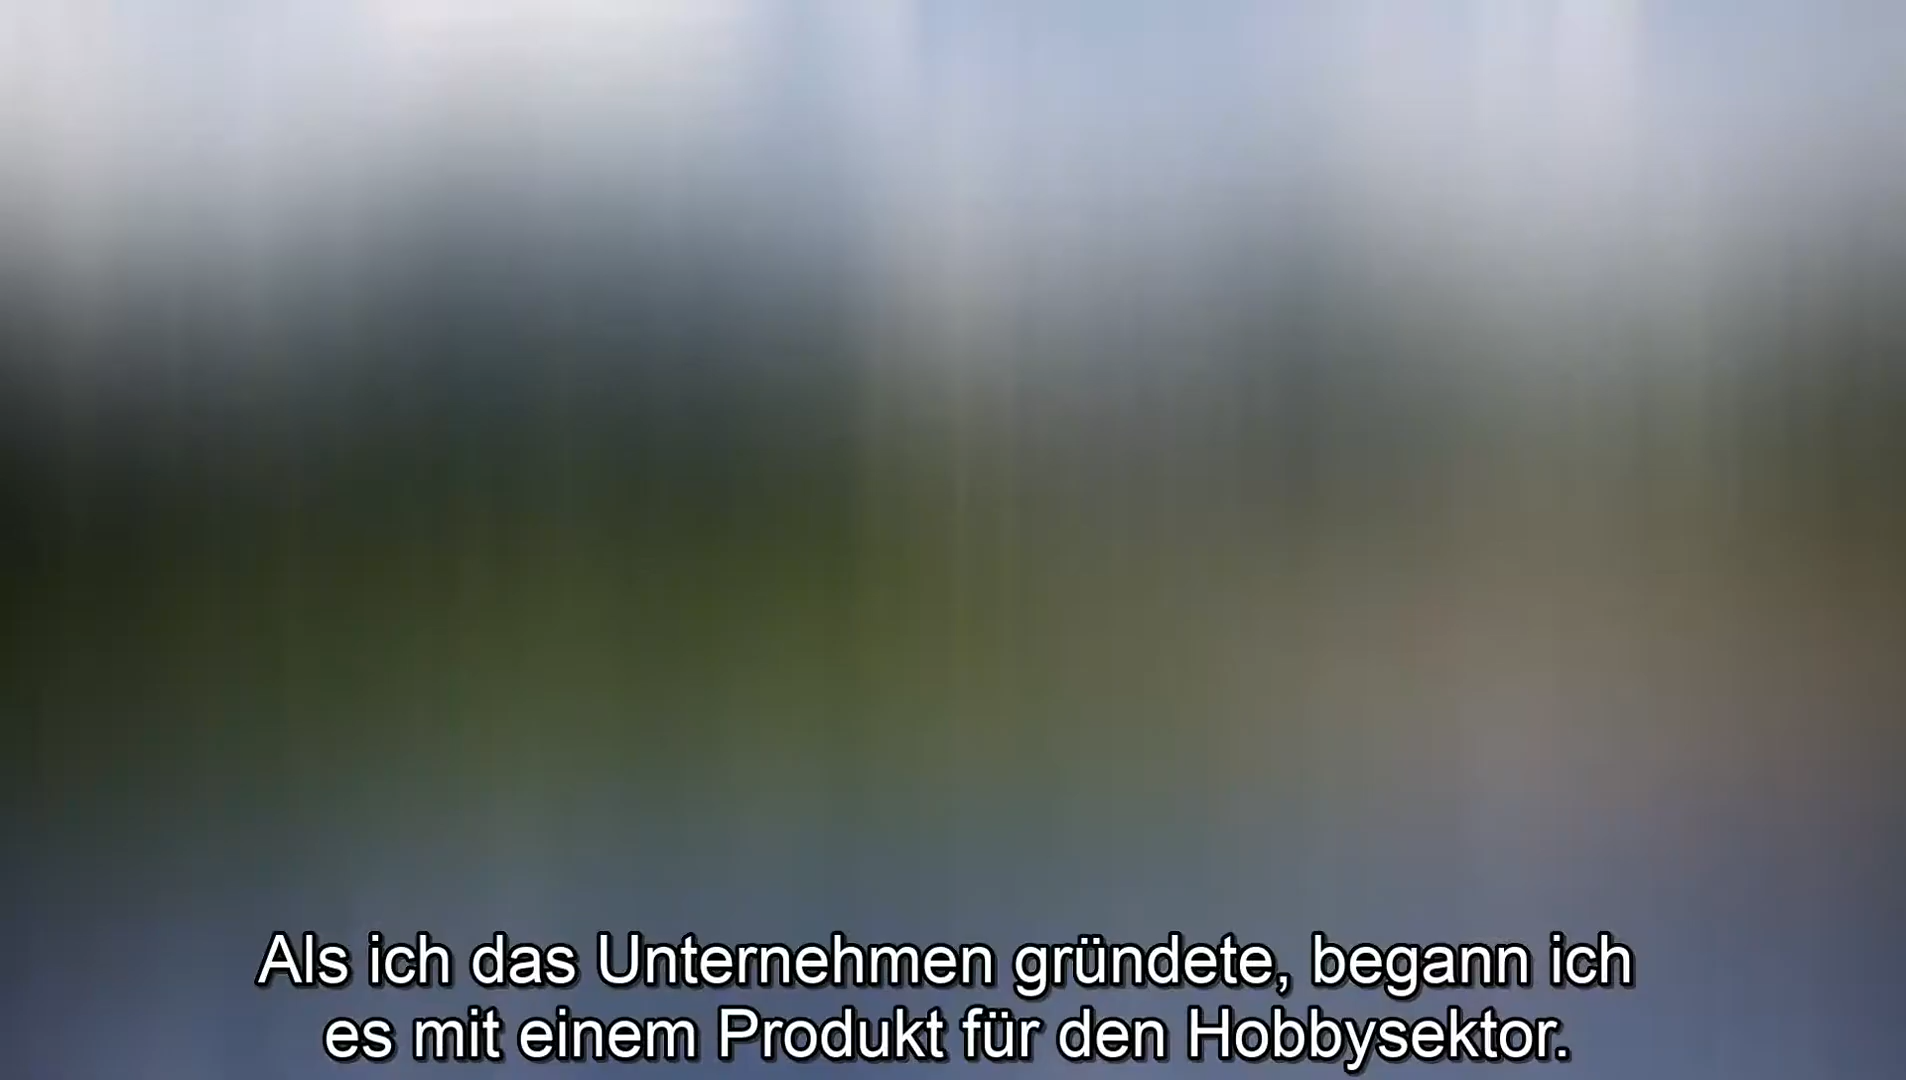 Als ich das Unternehmen gründete, begann ich
es mit einem Produkt für den Hobbysektor.